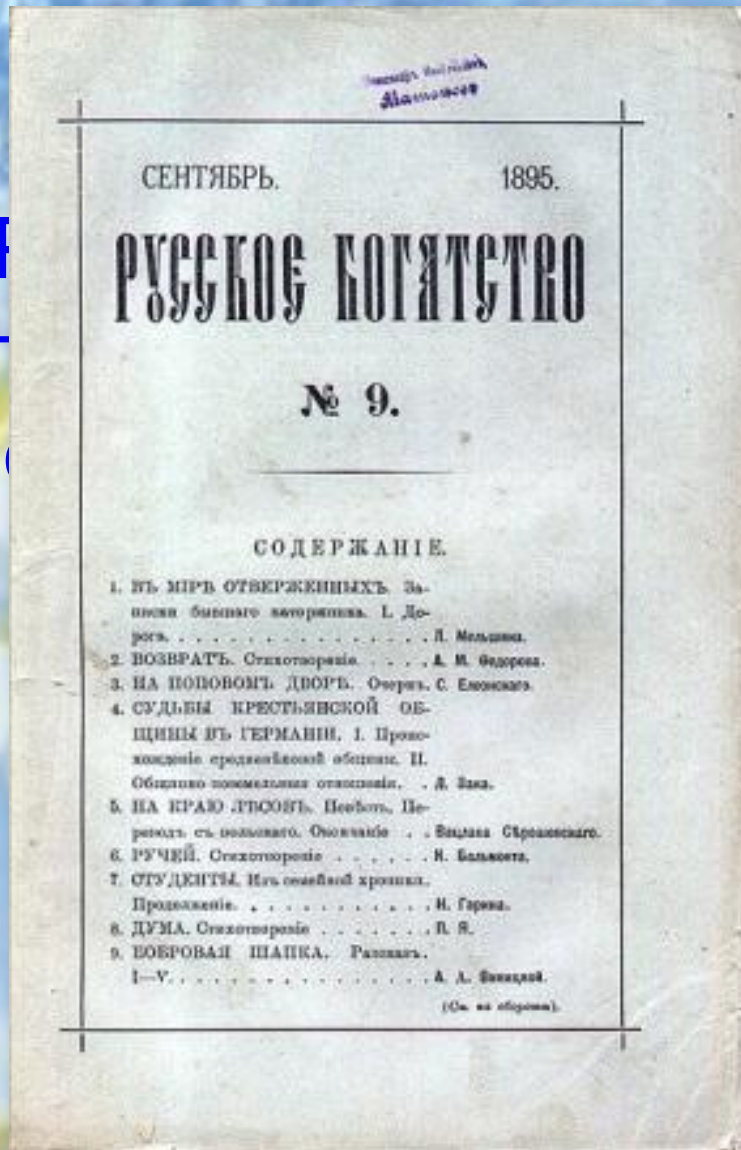 СЕНТЯБРЬ. 1895.
РУССКОЕ БОГАТСТВО
№ 9.
СОДЕРЖАНІЕ.
1. ВЪ МІРѢ ОТВЕРЖЕННЫХЪ. За-
писки бывшаго каторжника. I. До-
рога. . . . . . . . . . . . . . . . Л. Мельшина.
2. ВОЗВРАТЪ. Стихотвореніе. . . . . А. М. Ѳедорова.
3. НА ПОПОВОМЪ ДВОРѢ. Очеркъ. С. Елеонскаго.
4. СУДЬБЫ КРЕСТЬЯНСКОЙ ОБ-
ЩИНЫ ВЪ ГЕРМАНІИ. I. Проис-
хожденіе средневѣковой общины. II.
Общинно поземельныя отношенія. . Л. Зака.
5. НА КРАЮ ЛѢСОВЪ. Повѣсть. Пе-
реводъ съ польскаго. Окончаніе . . Вацлава Сѣрошевскаго.
6. РУЧЕЙ. Стихотвореніе . . . . . . К. Бальмонта.
7. СТУДЕНТЫ. Изъ семейной хроники.
Продолженіе. . . . . . . . . . . . Н. Гарина.
8. ДУМА. Стихотвореніе . . . . . . . П. Я.
9. БОБРОВАЯ ШАПКА. Разсказъ.
I—V. . . . . . . . . . . . . . . . А. А. Виницкой.
(См. на оборотѣ).